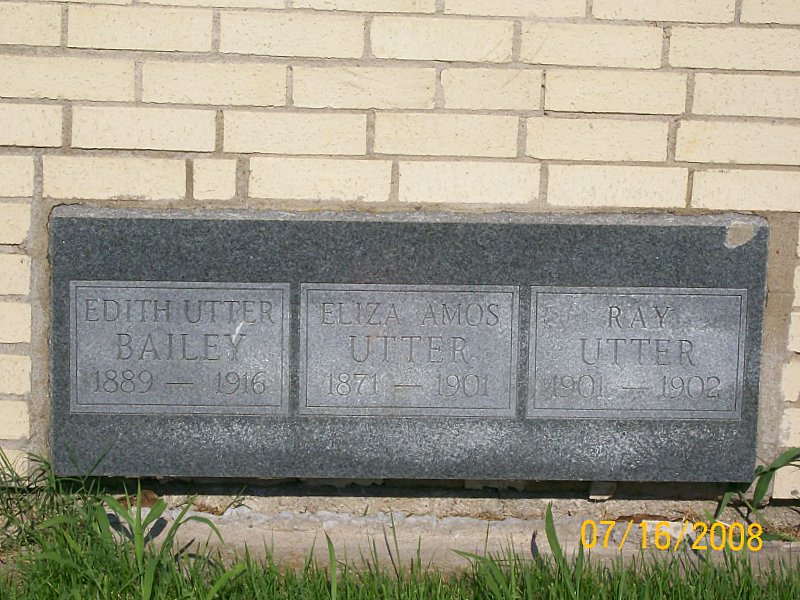 EDITH UTTER
BAILEY
1889 — 1916
ELIZA AMOS
UTTER
1871 — 1901
RAY
UTTER
1901 — 1902
07/16/2008